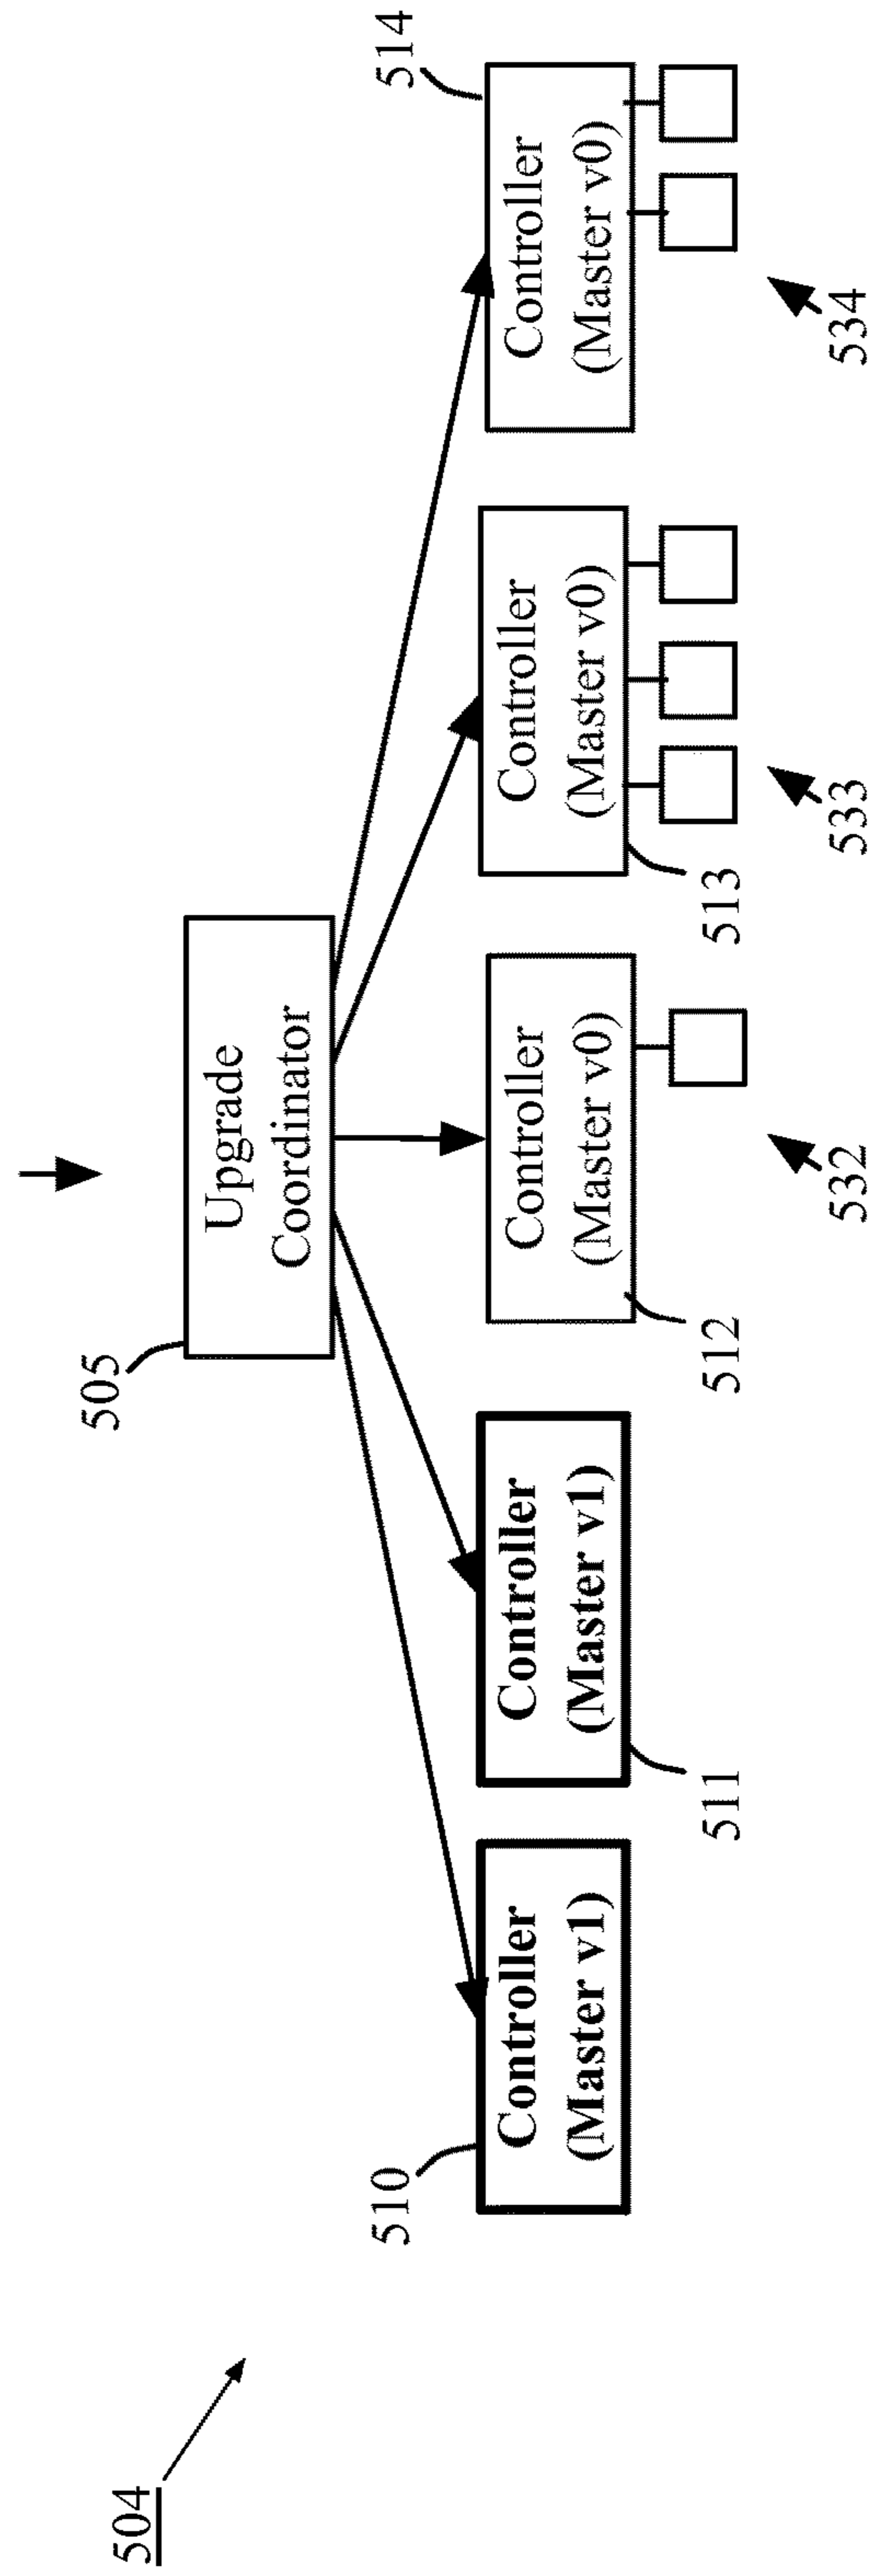 504
505
Upgrade
Coordinator
510
Controller
(Master v1)
Controller
(Master v1)
511
Controller
(Master v0)
512
532
Controller
(Master v0)
513
533
514
Controller
(Master v0)
534